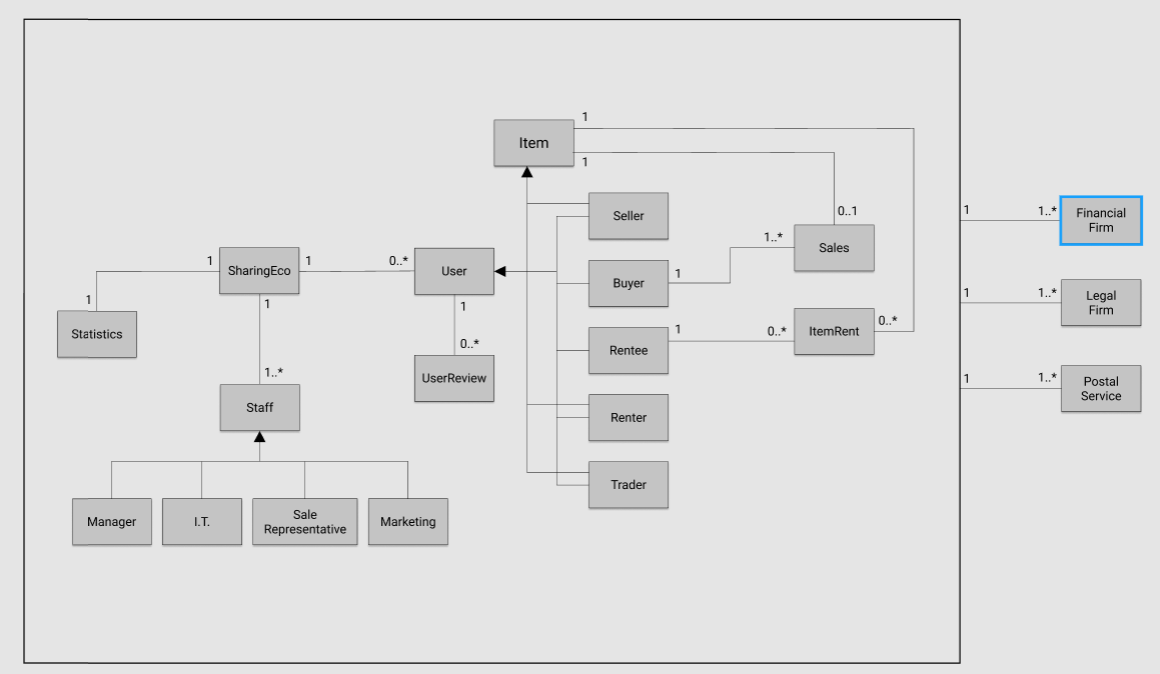 1
Item
1
Seller
0..1
1
1..*
Financial
Firm
1..*
Sales
1
SharingEco
1
0..*
User
Buyer
1
1
1
1
1..*
Legal
Firm
Statistics
0..*
UserReview
Rentee
1
0..*
ItemRent
0..*
1..*
Staff
1
1..*
Postal
Service
Renter
Trader
Manager
I.T.
Sale
Representative
Marketing